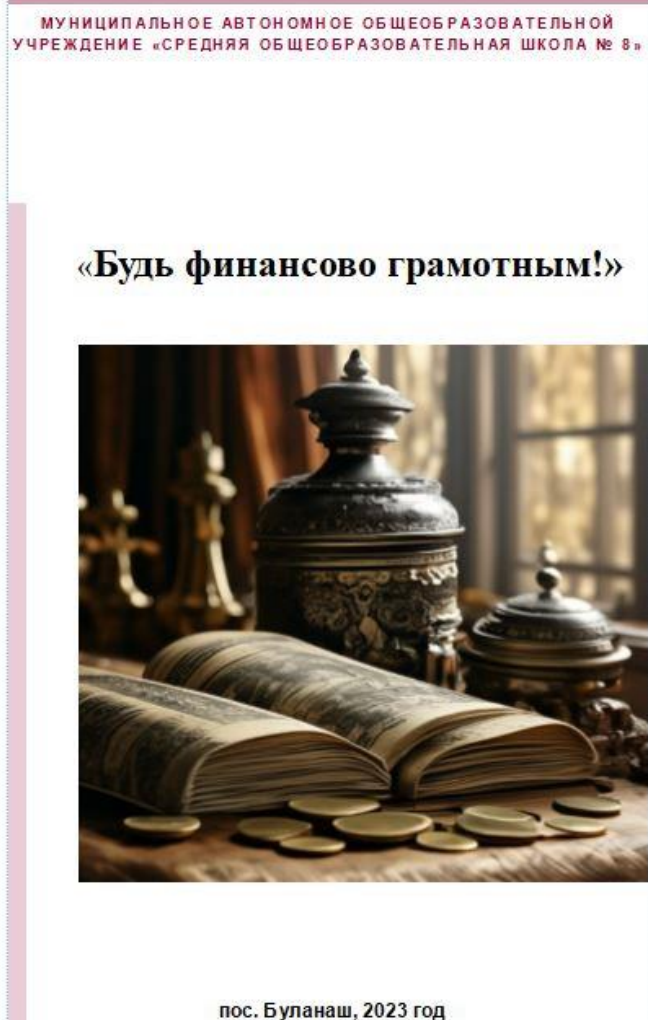 МУНИЦИПАЛЬНОЕ АВТОНОМНОЕ ОБЩЕОБРАЗОВАТЕЛЬНОЙ
УЧРЕЖДЕНИЕ «СРЕДНЯЯ ОБЩЕОБРАЗОВАТЕЛЬНАЯ ШКОЛА № 8»
«Будь финансово грамотным!»
пос. Буланаш, 2023 год